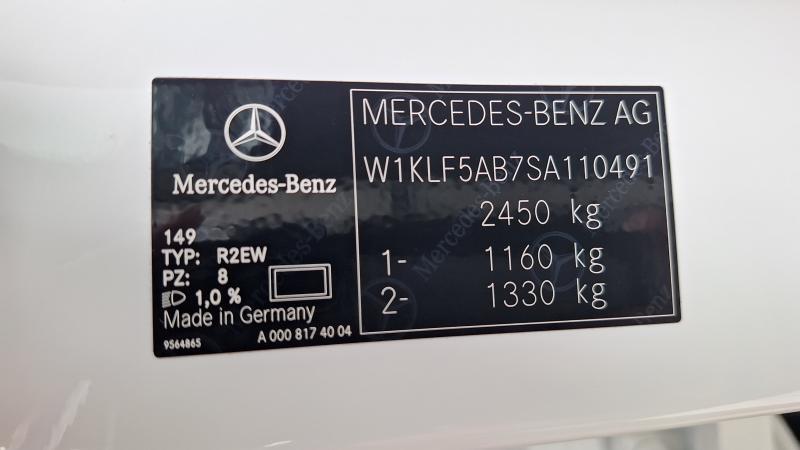 Mercedes-Benz
149
TYP: R2EW
PZ: 8
1,0 %
Made in Germany
9S64865
A 000 817 40 04
MERCEDES-BENZ AG
W1KLF5AB7SA110491
2450 kg
1- 1160 kg
2- 1330 kg